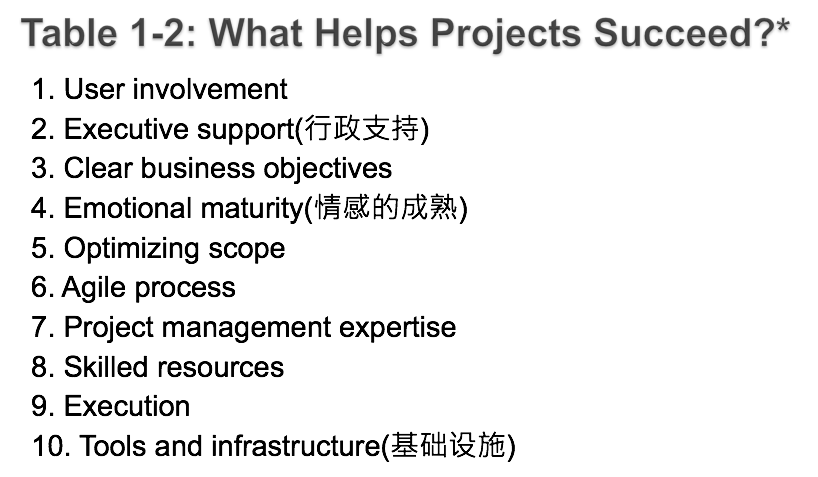 Table 1-2: What Helps Projects Succeed?*
1. User involvement
2. Executive support(行政支持)
3. Clear business objectives
4. Emotional maturity(情感的成熟)
5. Optimizing scope
6. Agile process
7. Project management expertise
8. Skilled resources
9. Execution
10. Tools and infrastructure(基础设施)